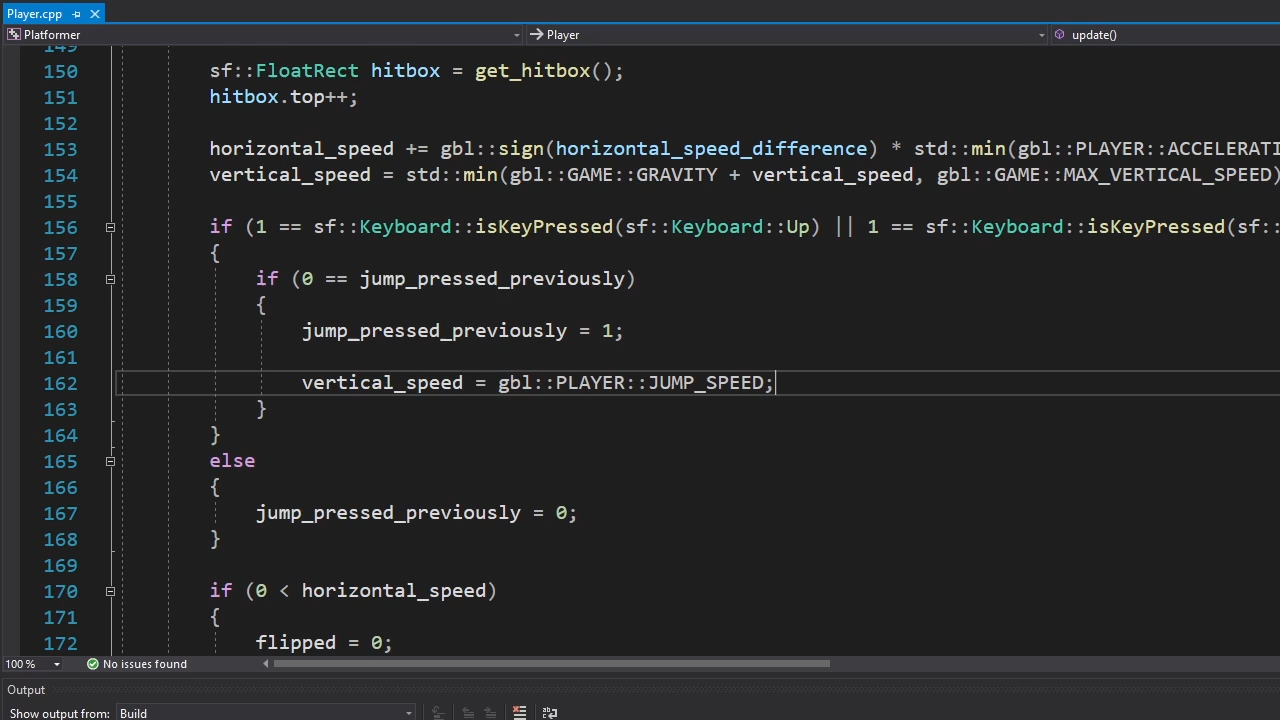 Player.cpp
Platformer
Player
update()
149
150 sf::FloatRect hitbox = get_hitbox();
151 hitbox.top++;
152
153 horizontal_speed += gbl::sign(horizontal_speed_difference) * std::min(gbl::PLAYER::ACCELERATI
154 vertical_speed = std::min(gbl::GAME::GRAVITY + vertical_speed, gbl::GAME::MAX_VERTICAL_SPEED)
155
156 if (1 == sf::Keyboard::isKeyPressed(sf::Keyboard::Up) || 1 == sf::Keyboard::isKeyPressed(sf::
157 {
158 if (0 == jump_pressed_previously)
159 {
160 jump_pressed_previously = 1;
161
162 vertical_speed = gbl::PLAYER::JUMP_SPEED;
163 }
164 }
165 else
166 {
167 jump_pressed_previously = 0;
168 }
169
170 if (0 < horizontal_speed)
171 {
172 flipped = 0;
100 %
No issues found
Output
Show output from: Build